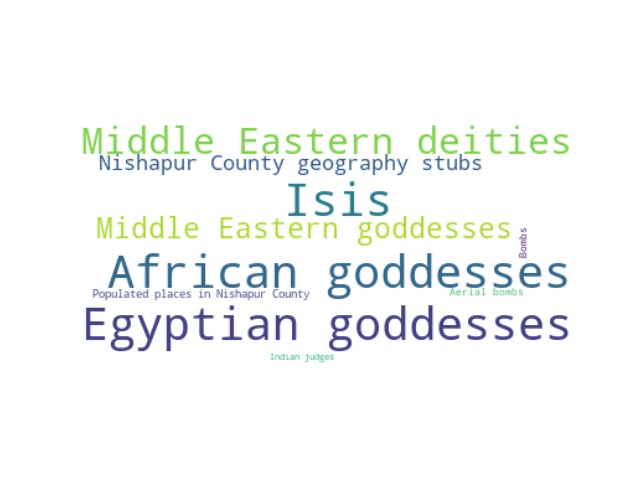 Middle Eastern deities
Nishapur County geography stubs
Isis
Middle Eastern goddesses
Bombs
African goddesses
Populated places in Nishapur County
Aerial bombs
Egyptian goddesses
Indian judges